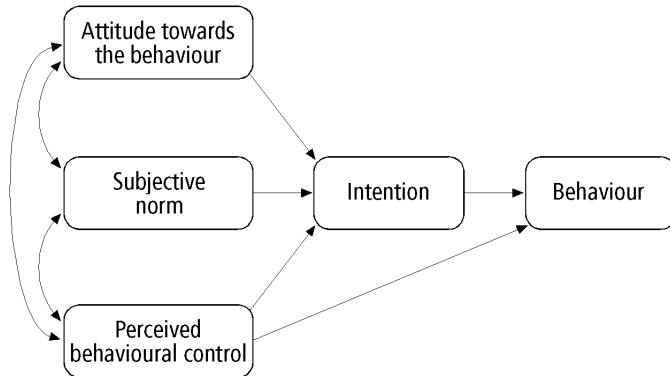 Attitude towards
the behaviour
Subjective
norm
Intention
Behaviour
Perceived
behavioural control